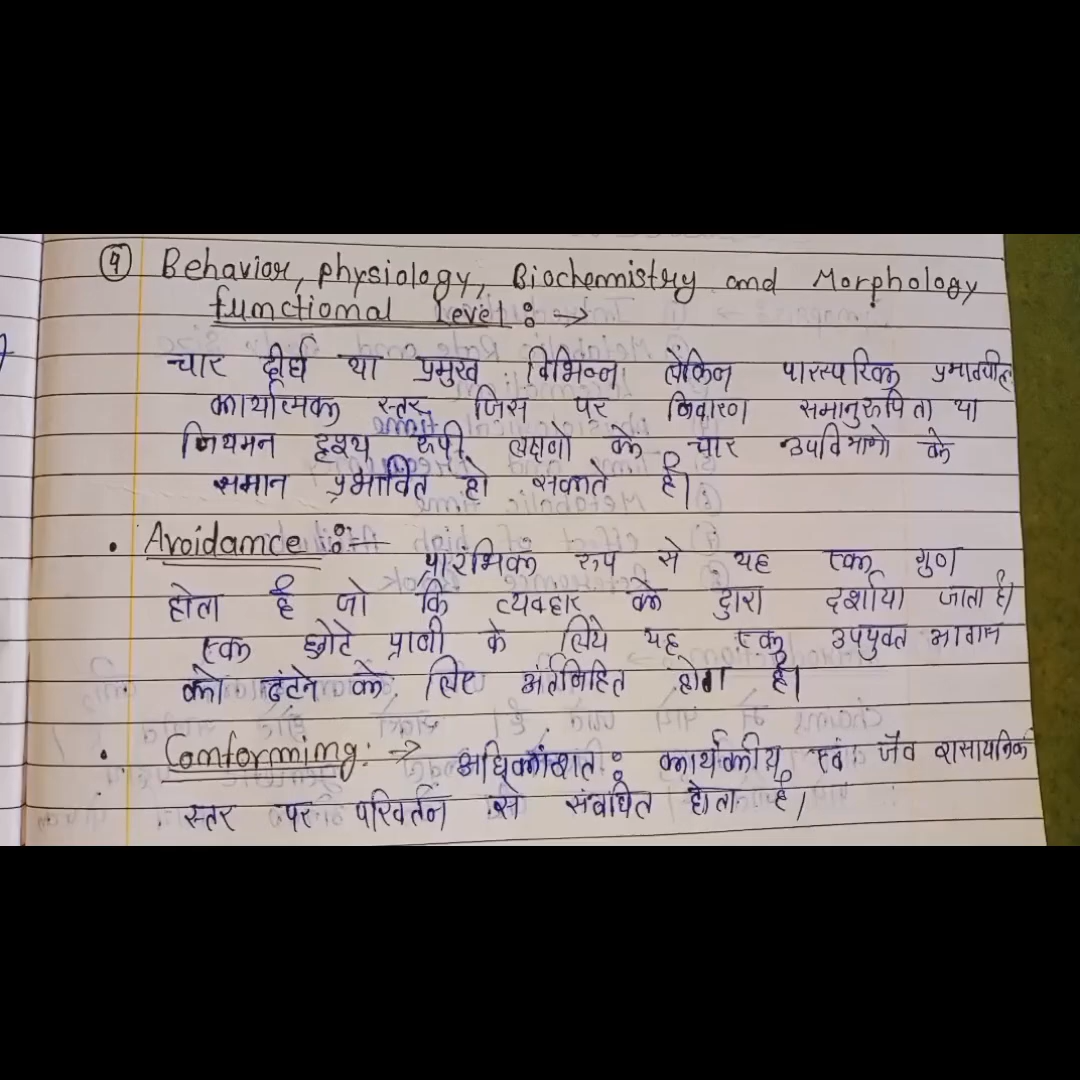 ④ Behavior, physiology, Biochemistry and Morphology
functional Level :→
चार दीर्घ या प्रमुख विभिन्न लेकिन पारस्परिक प्रभावशील
कार्यात्मक स्तर जिस पर निवारण समानुरूपिता या
नियमन दृश्य रूपी लक्षणो के चार उपविभागो के
समान प्रभावित हो सकते है।
• Avoidance :- प्रारंभिक रूप से यह एक गुण
होता है जो कि व्यवहार के द्वारा दर्शाया जाता है।
एक छोटे प्राणी के लिये यह एक उपयुक्त आवास
को ढूंढने के लिए अंर्तनिहित होता है।
• Conforming: → अधिकांशत: कार्यकीय एवं जैव रासायनिक
स्तर पर परिवर्तन से संबंधित होता है।